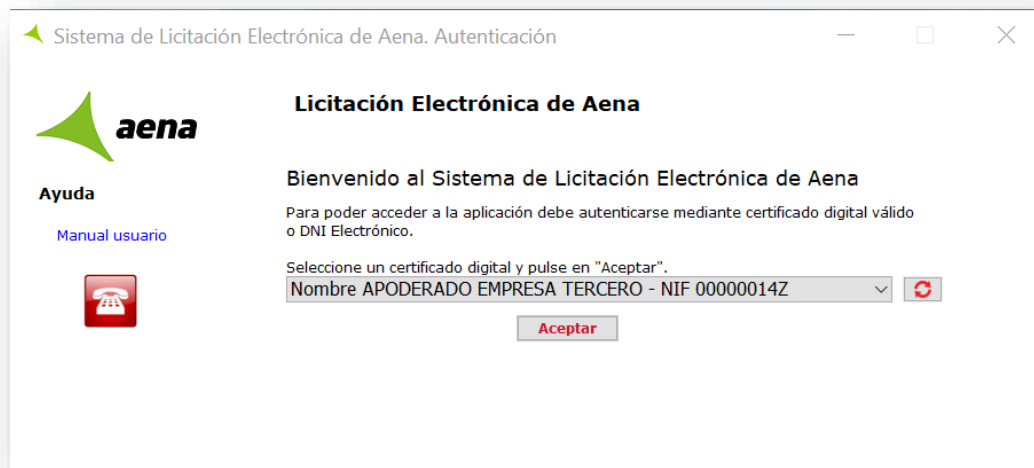 Sistema de Licitación Electrónica de Aena. Autenticación
aena
Licitación Electrónica de Aena
Ayuda
Manual usuario
Bienvenido al Sistema de Licitación Electrónica de Aena
Para poder acceder a la aplicación debe autenticarse mediante certificado digital válido
o DNI Electrónico.
Seleccione un certificado digital y pulse en "Aceptar".
Nombre APODERADO EMPRESA TERCERO - NIF 00000014Z
Aceptar